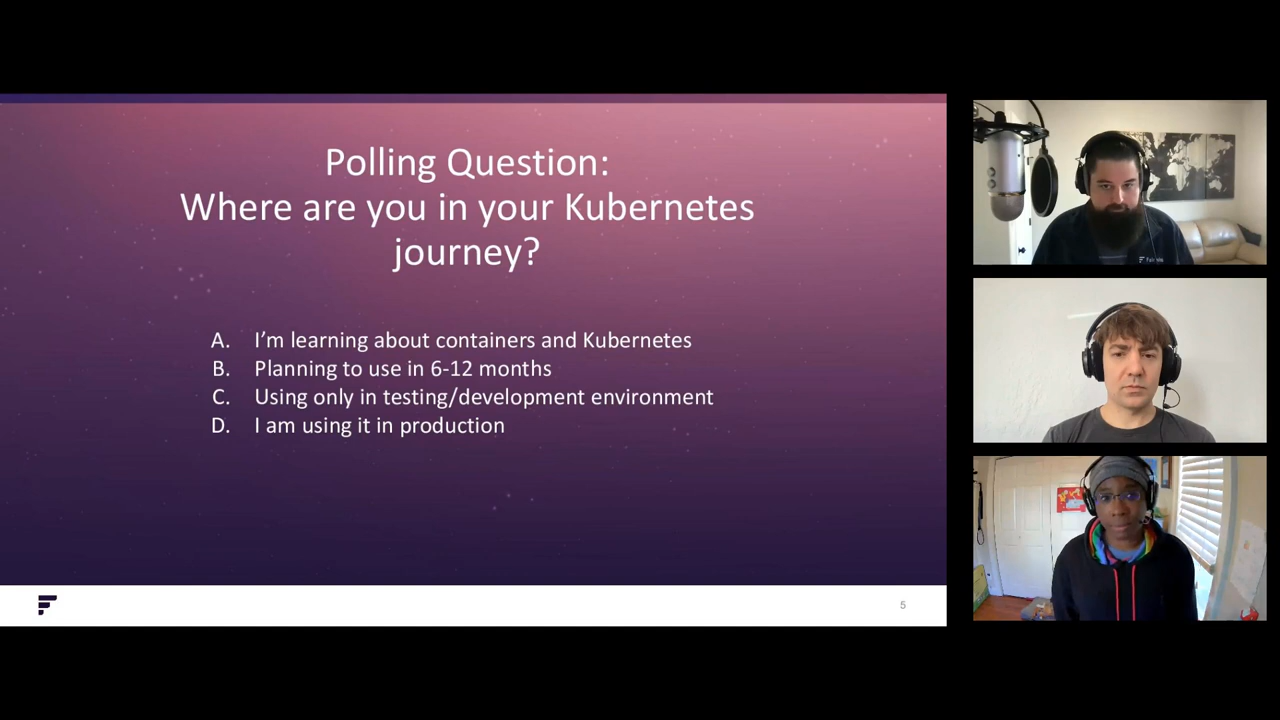 Polling Question:
Where are you in your Kubernetes
journey?
A. I'm learning about containers and Kubernetes
B. Planning to use in 6-12 months
C. Using only in testing/development environment
D. I am using it in production
5